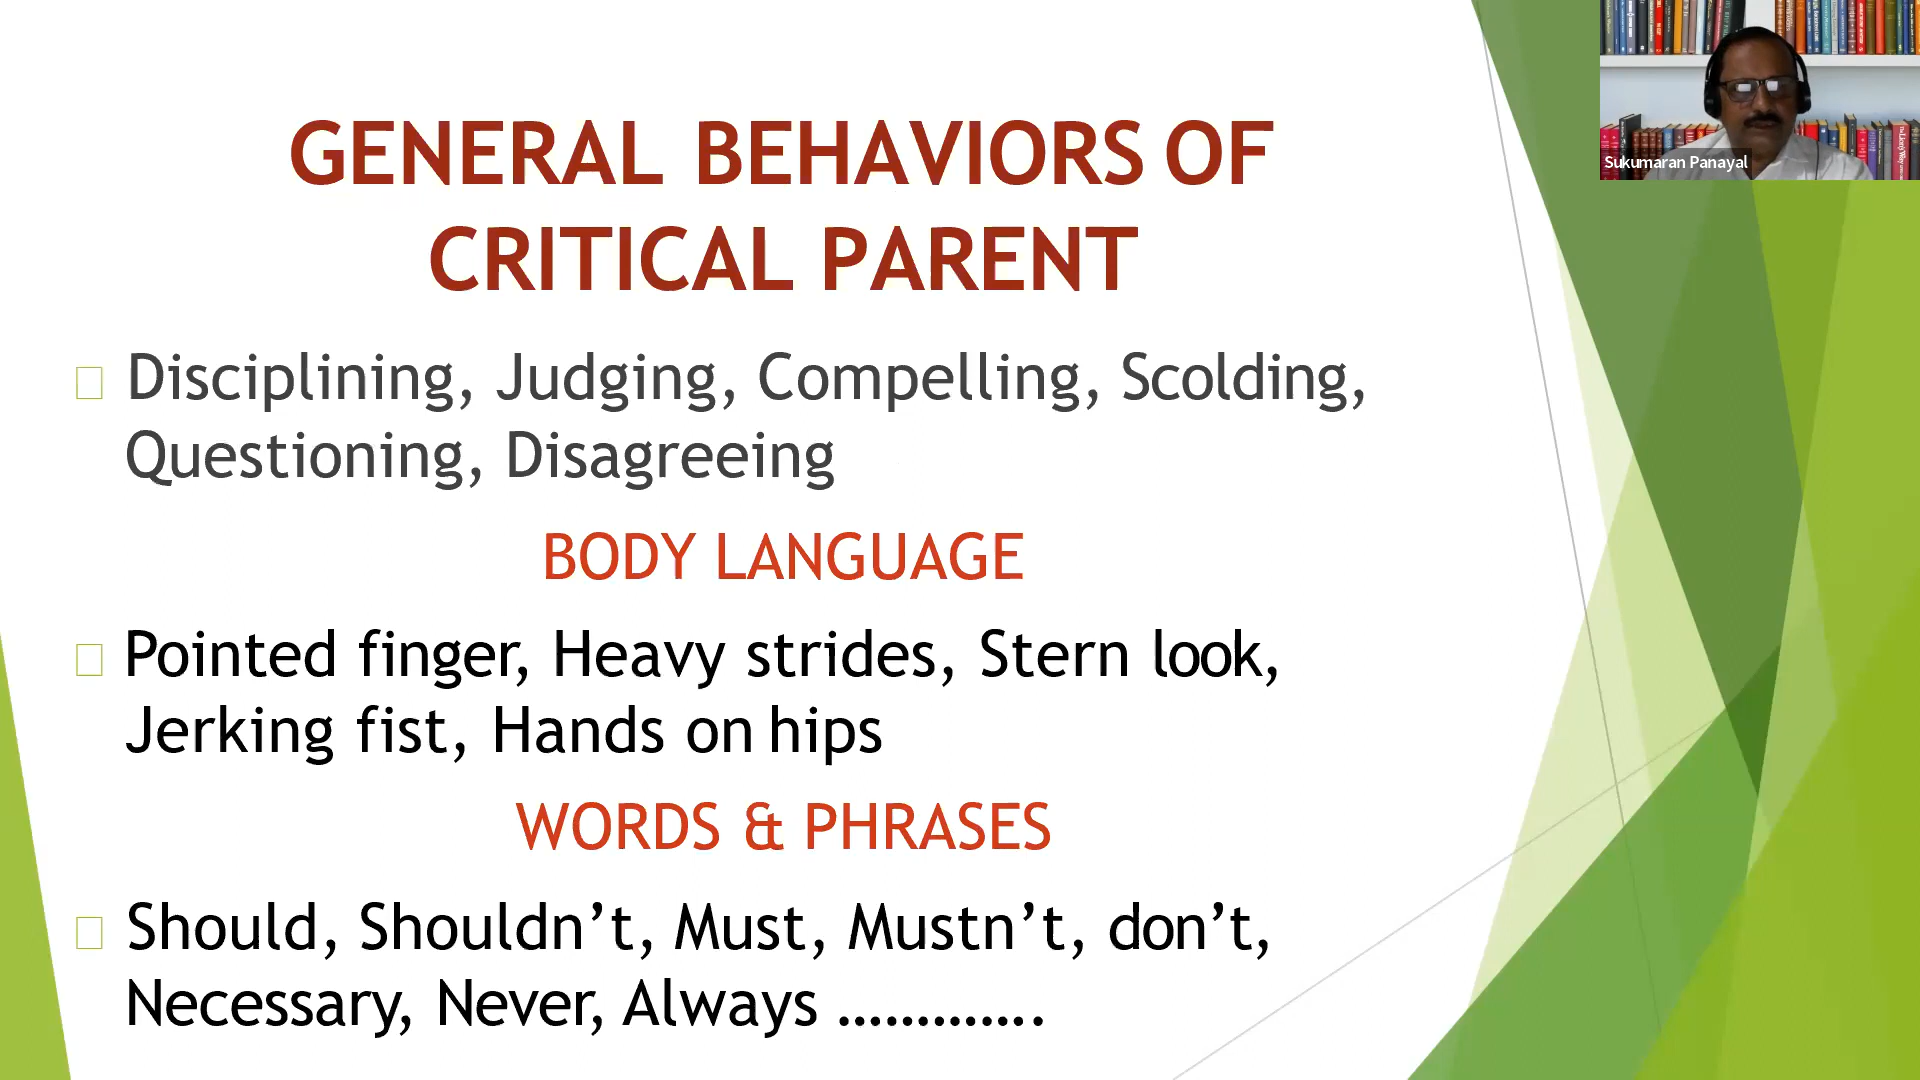 GENERAL BEHAVIORS OF
CRITICAL PARENT
Disciplining, Judging, Compelling, Scolding,
Questioning, Disagreeing
BODY LANGUAGE
Pointed finger, Heavy strides, Stern look,
Jerking fist, Hands on hips
WORDS & PHRASES
Should, Shouldn’t, Must, Mustn’t, don’t,
Necessary, Never, Always ………….
Sukumaran Panayal